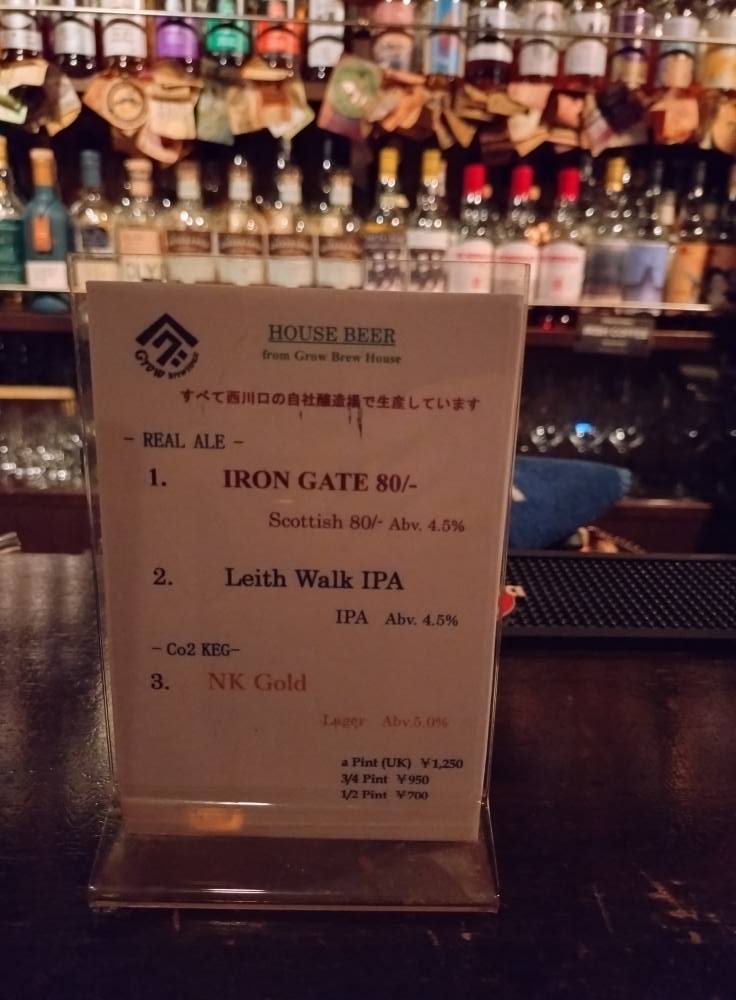 GROW
HOUSE BEER
from Grow Brew House
すべて西川口の自社醸造場で生産しています
- REAL ALE -
1. IRON GATE 80/-
Scottish 80/- Abv. 4.5%
2. Leith Walk IPA
IPA Abv. 4.5%
- Co2 KEG-
3. NK Gold
Lager Abv.5.0%
a Pint (UK) ￥1,250
3/4 Pint ￥950
1/2 Pint ￥700